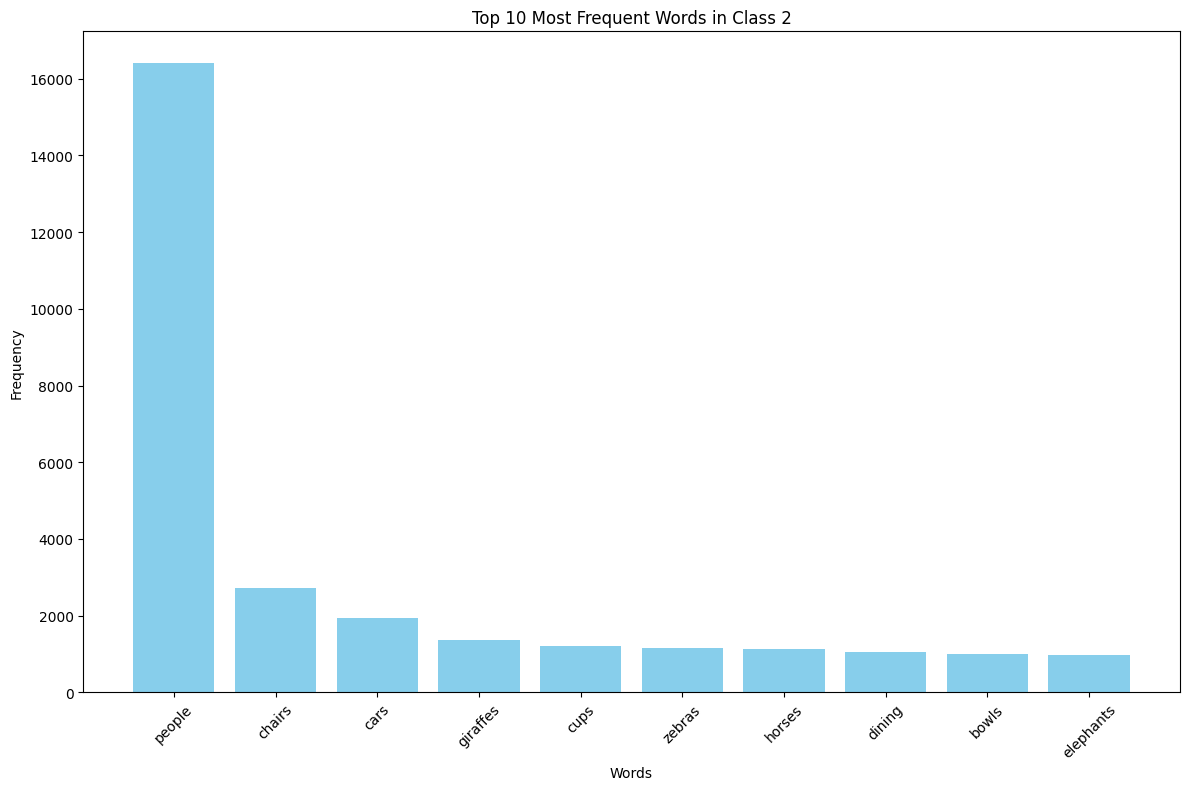 Top 10 Most Frequent Words in Class 2
Frequency
16000
14000
12000
10000
8000
6000
4000
2000
0
people
chairs
cars
giraffes
cups
zebras
horses
dining
bowls
elephants
Words